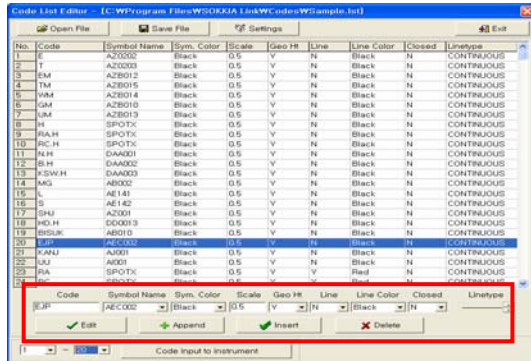 Code List Editor - [C:₩Program Files₩SOKKIA Link₩Codes₩Sample.lst]
Open File Save File Settings Exit
No. Code Symbol Name Sym. Color Scale Geo Ht Line Line Color Closed Linetype
1 E AZ0202 Black 0.5 Y N Black N CONTINUOUS
2 T AZ0203 Black 0.5 Y N Black N CONTINUOUS
3 EM AZB012 Black 0.5 Y N Black N CONTINUOUS
4 TM AZB015 Black 0.5 Y N Black N CONTINUOUS
5 WM AZB014 Black 0.5 Y N Black N CONTINUOUS
6 GM AZB010 Black 0.5 Y N Black N CONTINUOUS
7 UM AZB013 Black 0.5 Y N Black N CONTINUOUS
8 H SPOTX Black 0.5 Y N Black N CONTINUOUS
9 RA.H SPOTX Black 0.5 Y N Black N CONTINUOUS
10 RC.H SPOTX Black 0.5 Y N Black N CONTINUOUS
11 N.H DAA001 Black 0.5 Y N Black N CONTINUOUS
12 B.H DAA002 Black 0.5 Y N Black N CONTINUOUS
13 KSW.H DAA003 Black 0.5 Y N Black N CONTINUOUS
14 MG AB002 Black 0.5 Y N Black N CONTINUOUS
15 L AE141 Black 0.5 Y N Black N CONTINUOUS
16 S AE142 Black 0.5 Y N Black N CONTINUOUS
17 SHJ AZ001 Black 0.5 Y N Black N CONTINUOUS
18 HD.H DD0013 Black 0.5 Y N Black N CONTINUOUS
19 BISUK AB010 Black 0.5 Y N Black N CONTINUOUS
20 EJP AEC002 Black 0.5 Y N Black N CONTINUOUS
21 KANJ AJ001 Black 0.5 Y N Black N CONTINUOUS
22 UU AI001 Black 0.5 Y N Black N CONTINUOUS
23 RA SPOTX Black 0.5 Y Y Red N CONTINUOUS
Code Symbol Name Sym. Color Scale Geo Ht Line Line Color Closed Linetype
EJP AEC002 Black 0.5 Y N Black N
Edit Append Insert Delete
1 ~ 20 Code input to instrument